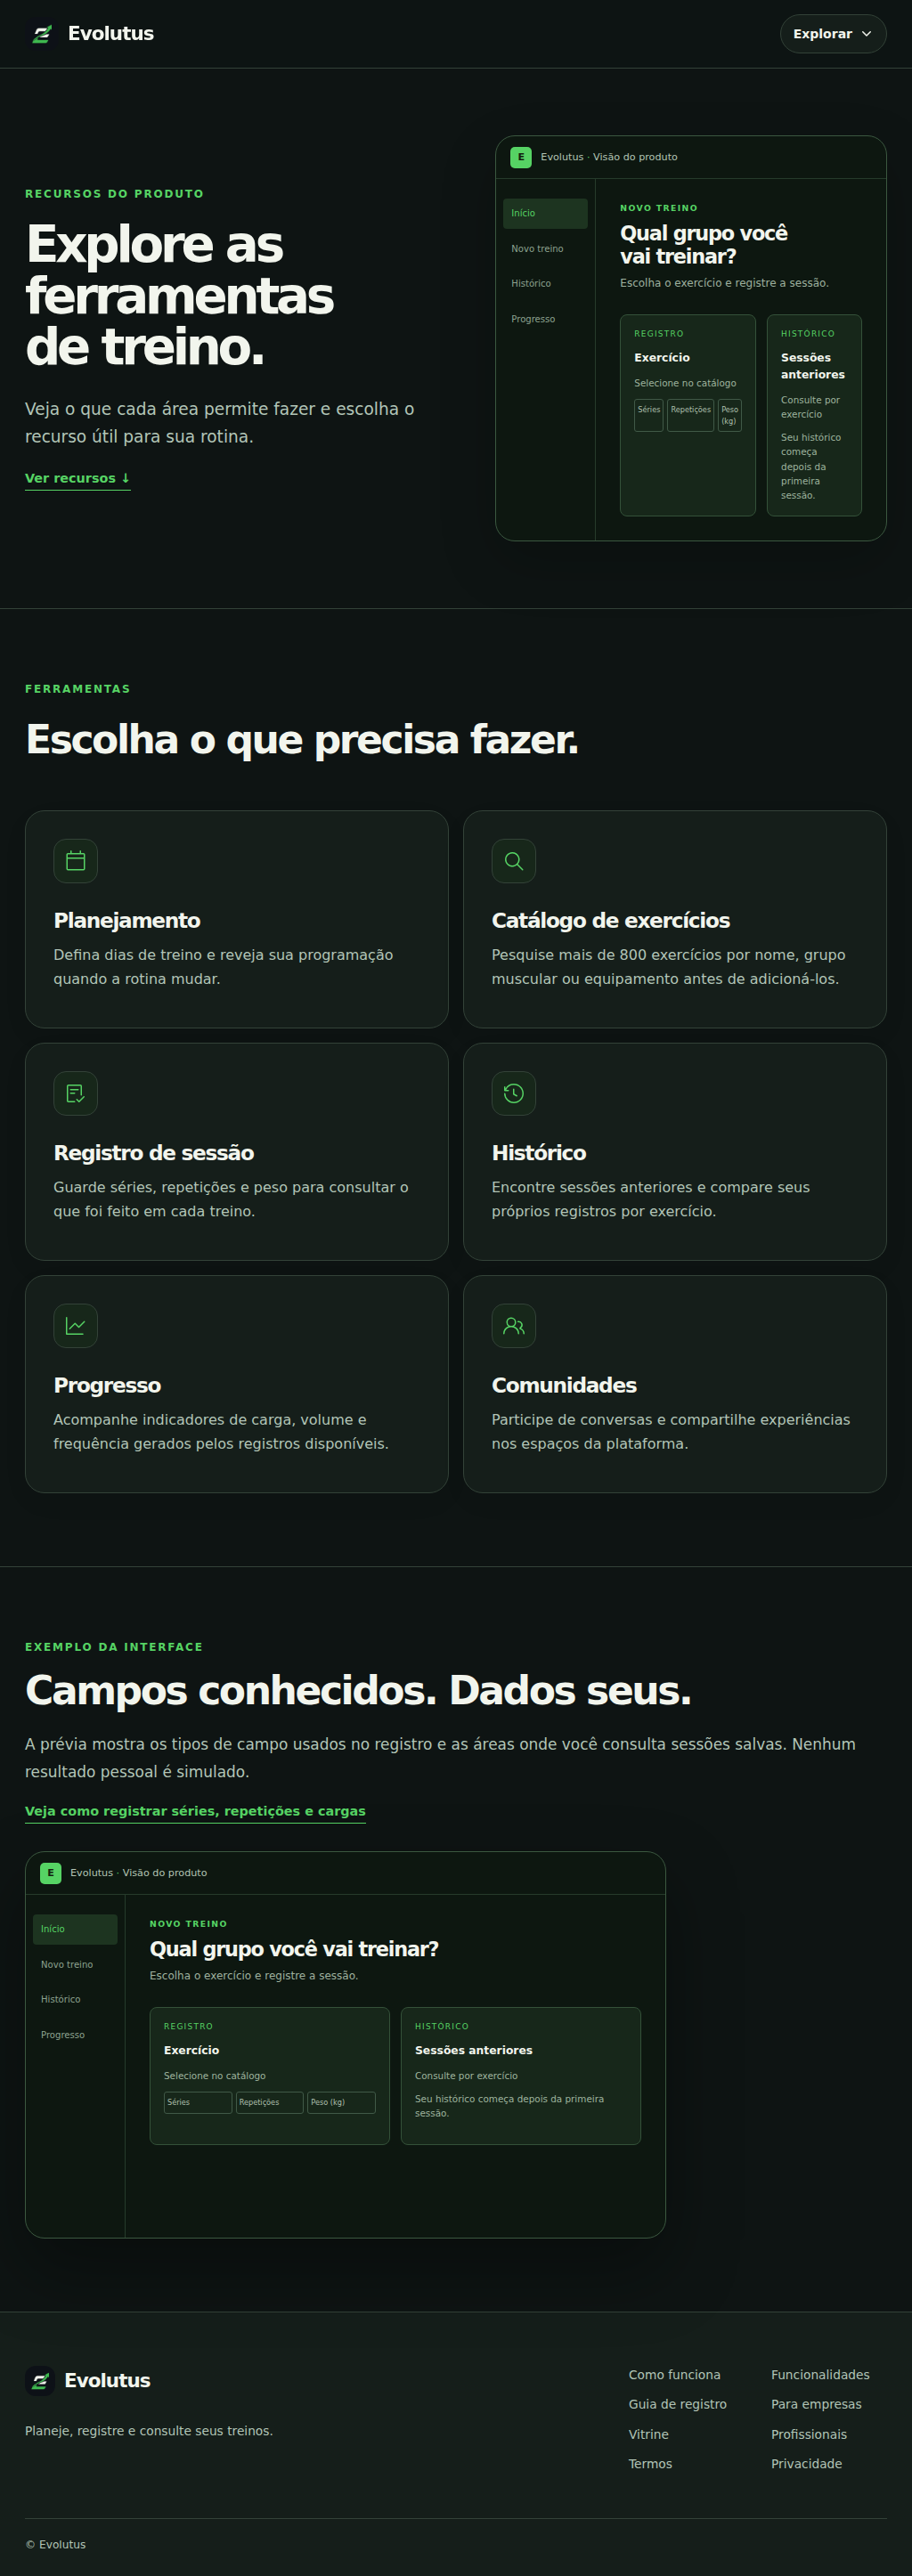 Evolutus
Explorar
RECURSOS DO PRODUTO
Explore as
ferramentas
de treino.
Veja o que cada área permite fazer e escolha o
recurso útil para sua rotina.
Ver recursos ↓
E
Evolutus · Visão do produto
Início
Novo treino
Histórico
Progresso
NOVO TREINO
Qual grupo você
vai treinar?
Escolha o exercício e registre a sessão.
REGISTRO
Exercício
Selecione no catálogo
Séries
Repetições
Peso
(kg)
HISTÓRICO
Sessões
anteriores
Consulte por
exercício
Seu histórico
começa
depois da
primeira
sessão.
FERRAMENTAS
Escolha o que precisa fazer.
Planejamento
Defina dias de treino e reveja sua programação
quando a rotina mudar.
Catálogo de exercícios
Pesquise mais de 800 exercícios por nome, grupo
muscular ou equipamento antes de adicioná-los.
Registro de sessão
Guarde séries, repetições e peso para consultar o
que foi feito em cada treino.
Histórico
Encontre sessões anteriores e compare seus
próprios registros por exercício.
Progresso
Acompanhe indicadores de carga, volume e
frequência gerados pelos registros disponíveis.
Comunidades
Participe de conversas e compartilhe experiências
nos espaços da plataforma.
EXEMPLO DA INTERFACE
Campos conhecidos. Dados seus.
A prévia mostra os tipos de campo usados no registro e as áreas onde você consulta sessões salvas. Nenhum
resultado pessoal é simulado.
Veja como registrar séries, repetições e cargas
E
Evolutus · Visão do produto
Início
Novo treino
Histórico
Progresso
NOVO TREINO
Qual grupo você vai treinar?
Escolha o exercício e registre a sessão.
REGISTRO
Exercício
Selecione no catálogo
Séries
Repetições
Peso (kg)
HISTÓRICO
Sessões anteriores
Consulte por exercício
Seu histórico começa depois da primeira
sessão.
Evolutus
Planeje, registre e consulte seus treinos.
Como funciona
Funcionalidades
Guia de registro
Para empresas
Vitrine
Profissionais
Termos
Privacidade
© Evolutus